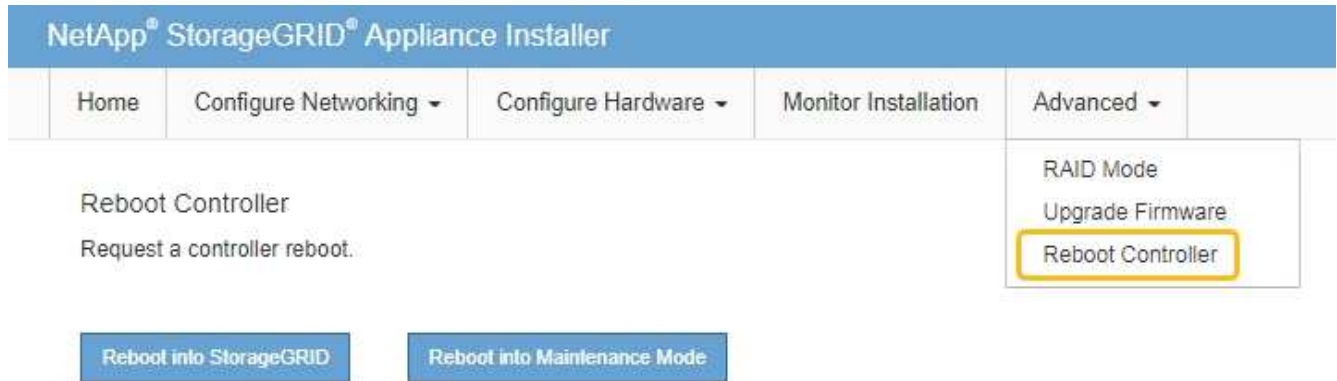 NetApp® StorageGRID® Appliance Installer
Home Configure Networking Configure Hardware Monitor Installation Advanced
RAID Mode
Upgrade Firmware
Reboot Controller
Reboot Controller
Request a controller reboot.
Reboot into StorageGRID Reboot into Maintenance Mode